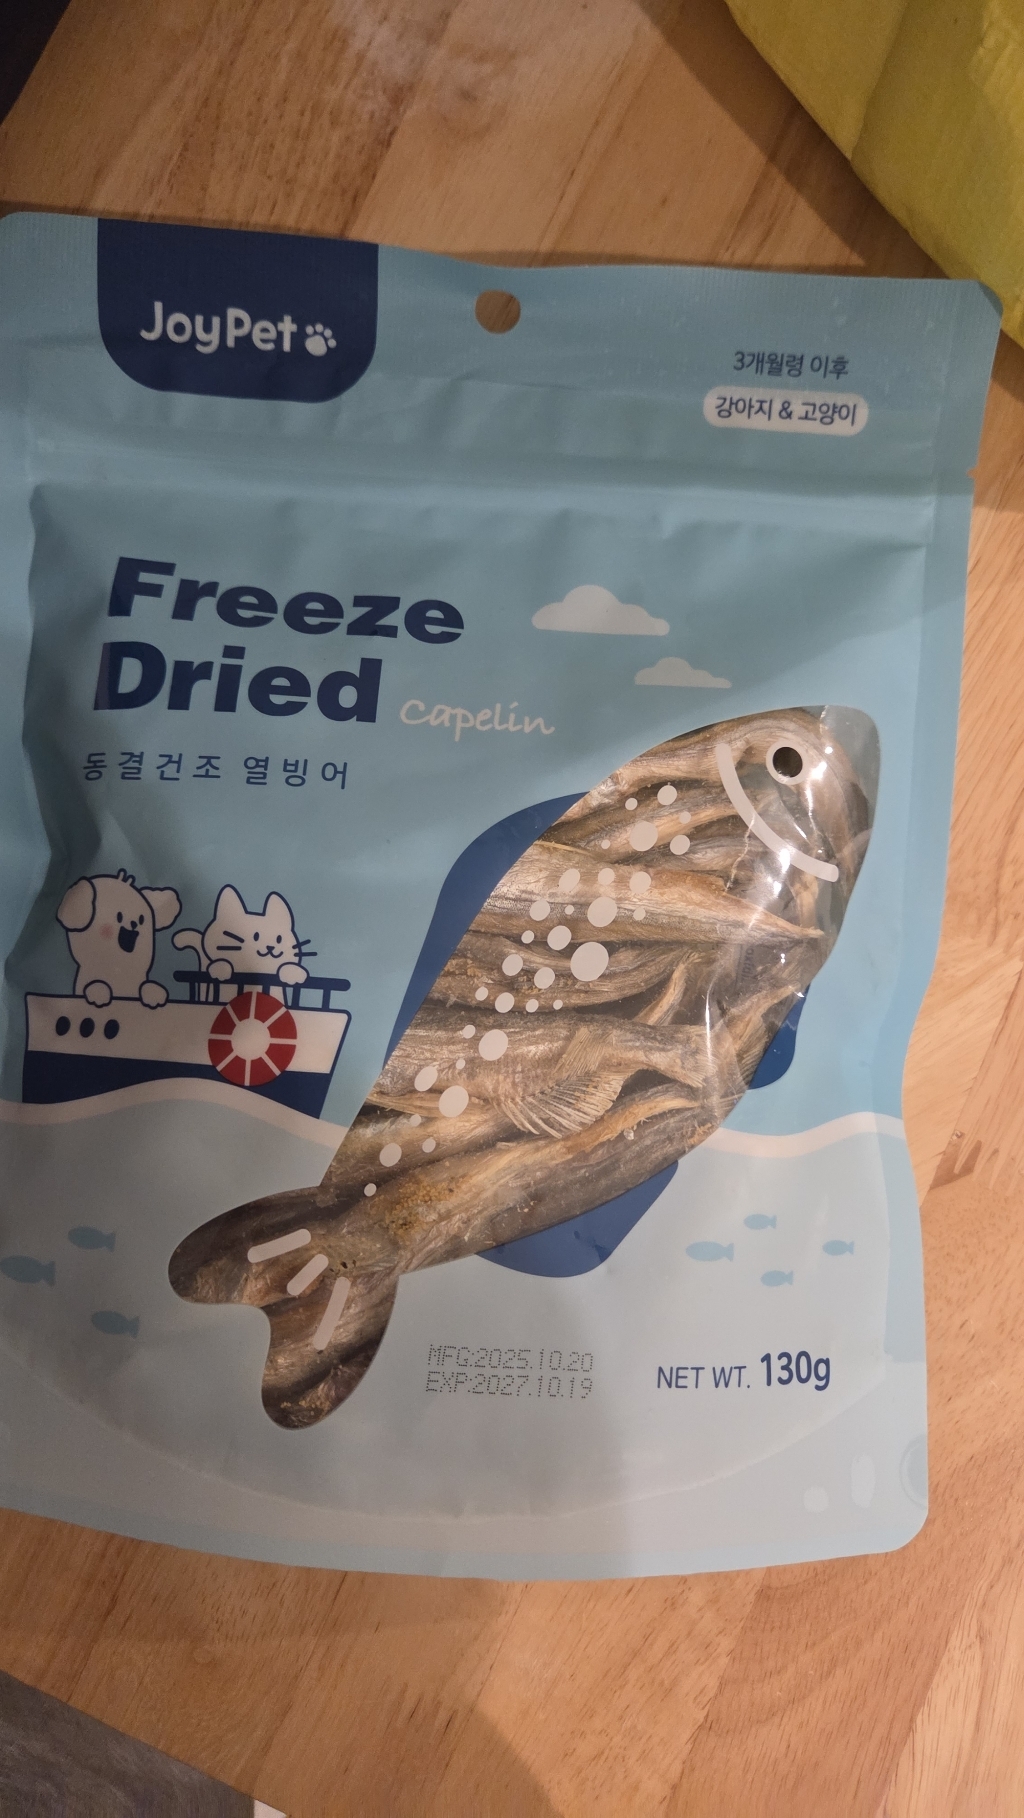 JoyPet
3개월령 이후
강아지 & 고양이
Freeze
Dried Capelin
동결건조 열빙어
MFG:2025.10.20
EXP:2027.10.19
NET WT. 130g